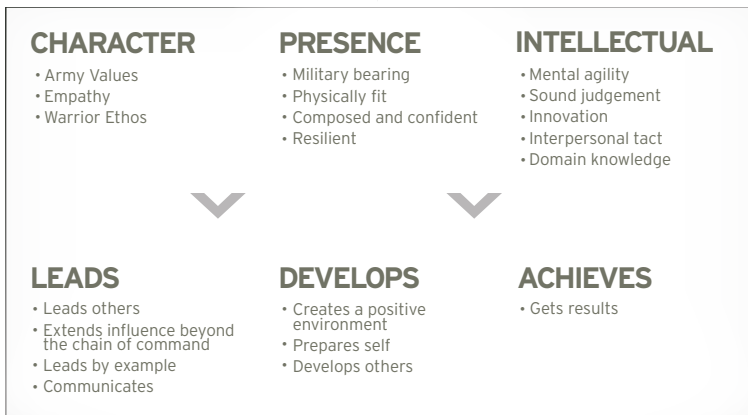 CHARACTER
• Army Values
• Empathy
• Warrior Ethos
PRESENCE
• Military bearing
• Physically fit
• Composed and confident
• Resilient
INTELLECTUAL
• Mental agility
• Sound judgement
• Innovation
• Interpersonal tact
• Domain knowledge
LEADS
• Leads others
• Extends influence beyond
the chain of command
• Leads by example
• Communicates
DEVELOPS
• Creates a positive
environment
• Prepares self
• Develops others
ACHIEVES
• Gets results